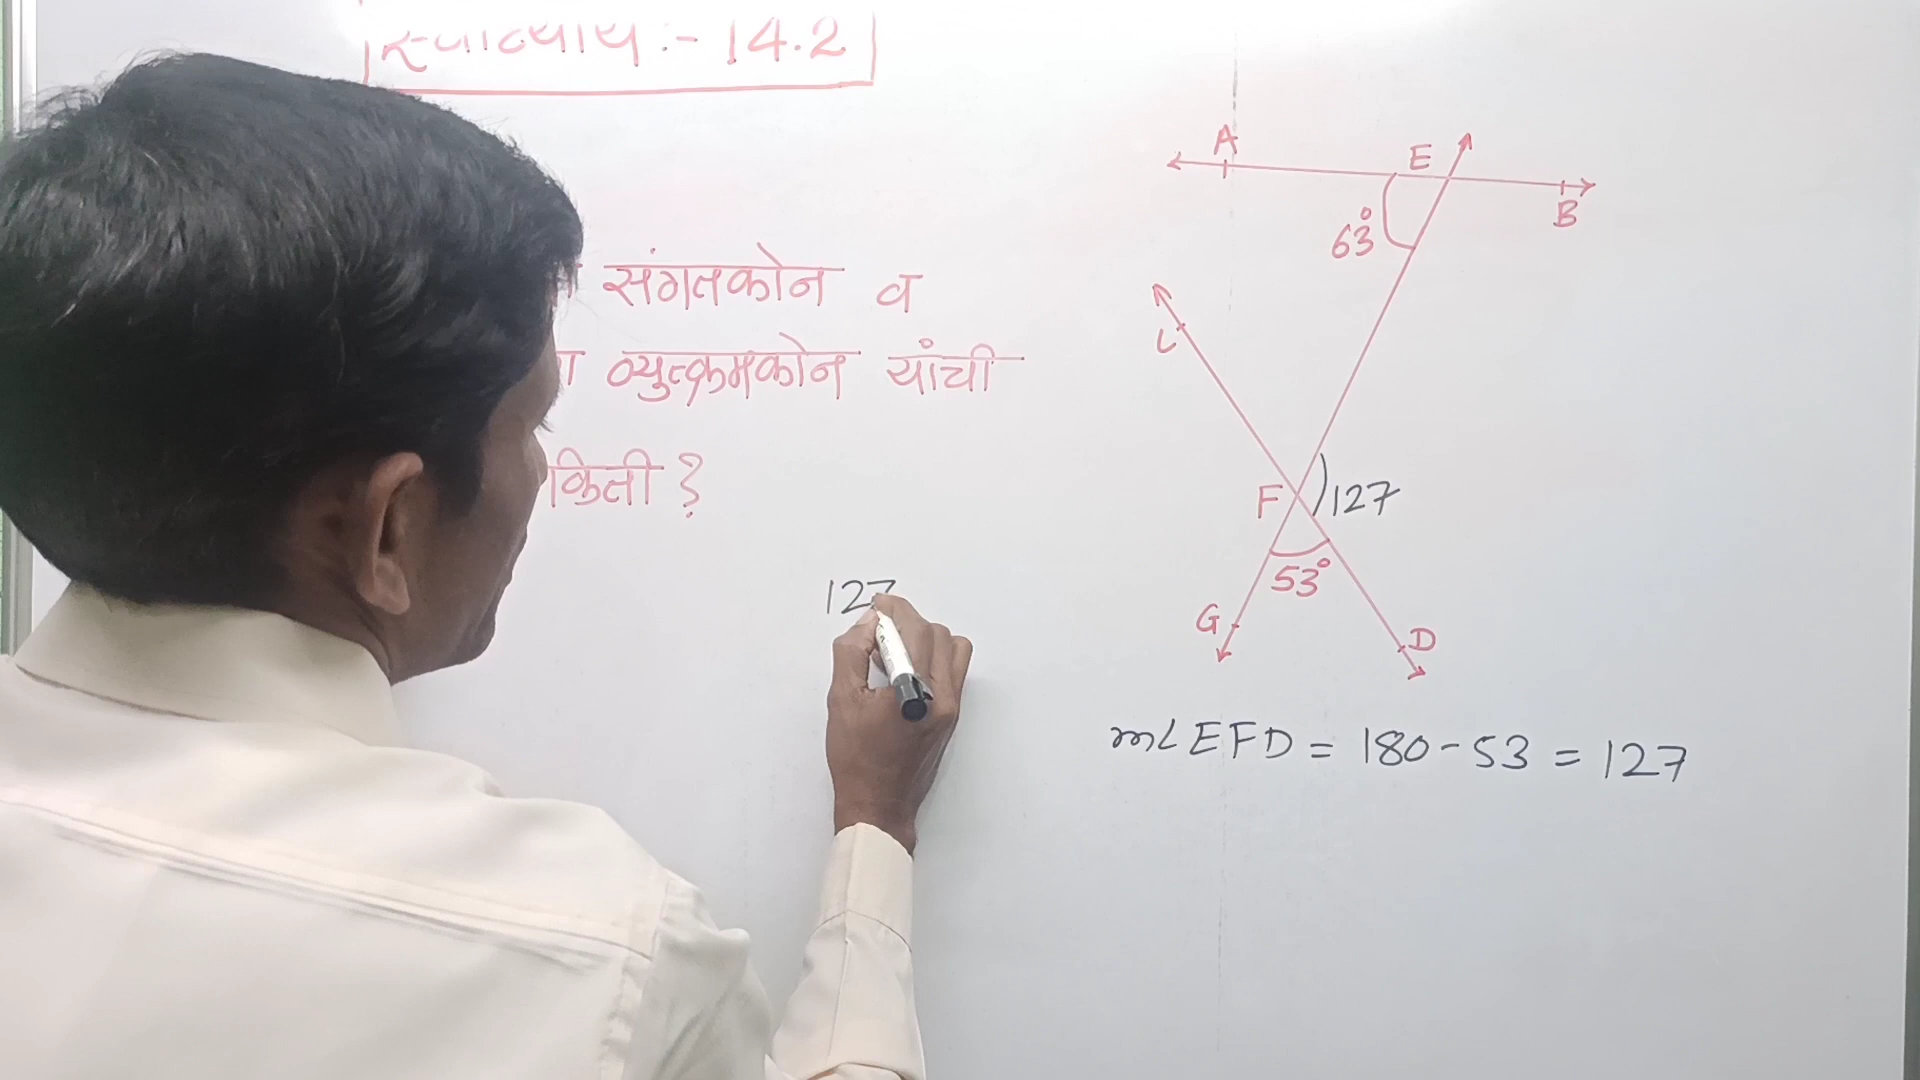 स्वाध्याय :- 14.2
संगतकोन व
व्युत्क्रमकोन यांची
किती ?
127
A
E
B
63°
L
F
127
53°
G
D
m∠EFD = 180 - 53 = 127